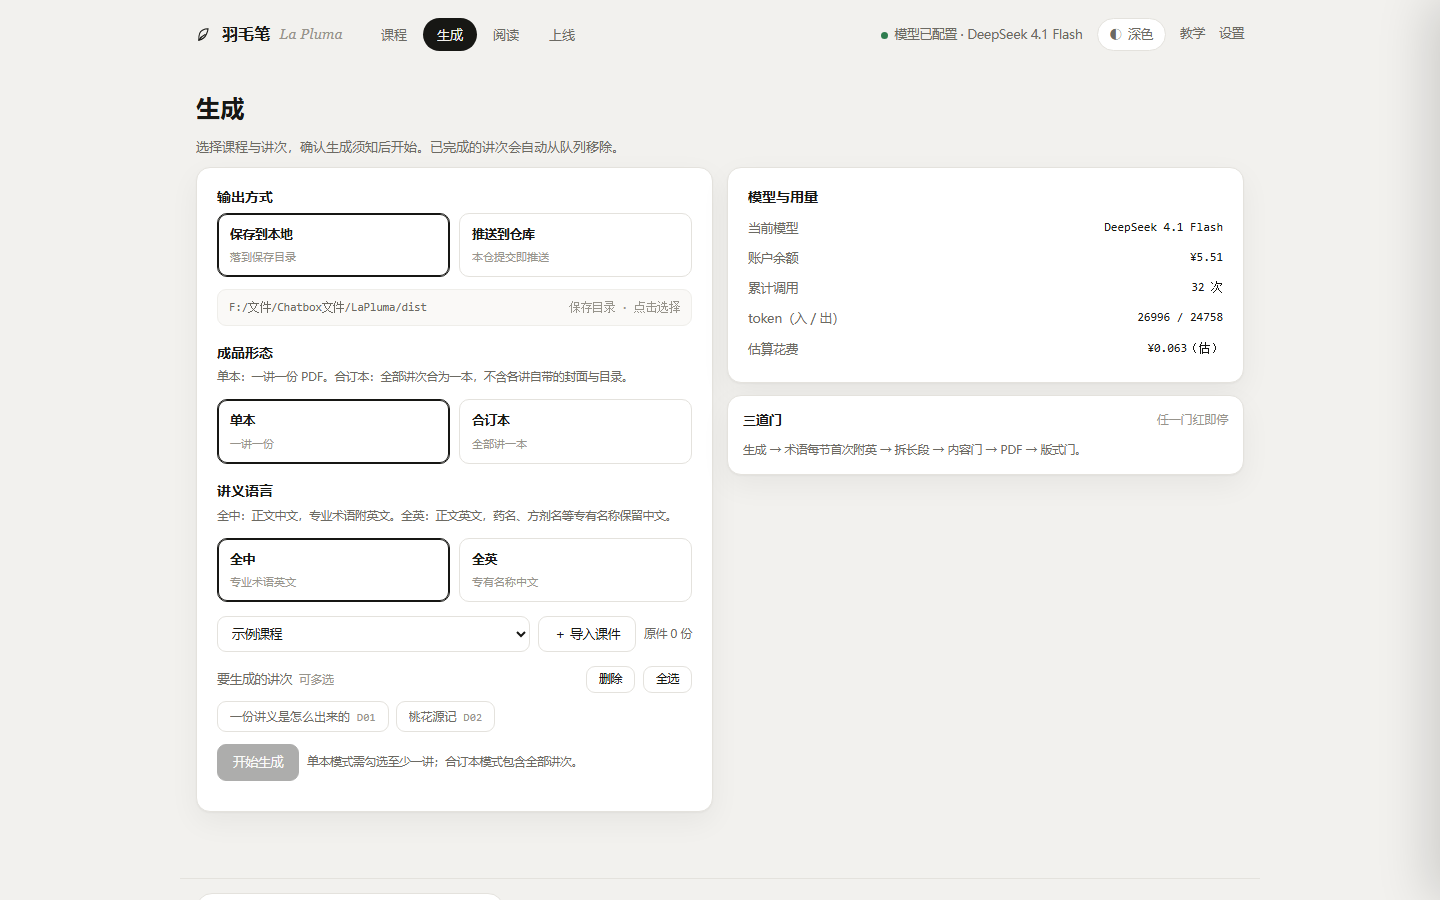 羽毛笔 La Pluma 课程 生成 阅读 上线 模型已配置 · DeepSeek 4.1 Flash 深色 教学 设置
生成
选择课程与讲次，确认生成须知后开始。已完成的讲次会自动从队列移除。
输出方式
保存到本地
落到保存目录
推送到仓库
本仓提交即推送
F:/文件/Chatbox文件/LaPluma/dist 保存目录 · 点击选择
成品形态
单本：一讲一份 PDF。合订本：全部讲次合为一本，不含各讲自带的封面与目录。
单本
一讲一份
合订本
全部讲一本
讲义语言
全中：正文中文，专业术语附英文。全英：正文英文，药名、方剂名等专有名称保留中文。
全中
专业术语英文
全英
专有名称中文
示例课程 + 导入课件 原件 0 份
要生成的讲次 可多选 删除 全选
一份讲义是怎么出来的 D01 桃花源记 D02
开始生成 单本模式需勾选至少一讲；合订本模式包含全部讲次。
模型与用量
当前模型 DeepSeek 4.1 Flash
账户余额 ¥5.51
累计调用 32 次
token（入 / 出） 26996 / 24758
估算花费 ¥0.063（估）
三道门 任一门红即停
生成 → 术语每节首次附英 → 拆长段 → 内容门 → PDF → 版式门。